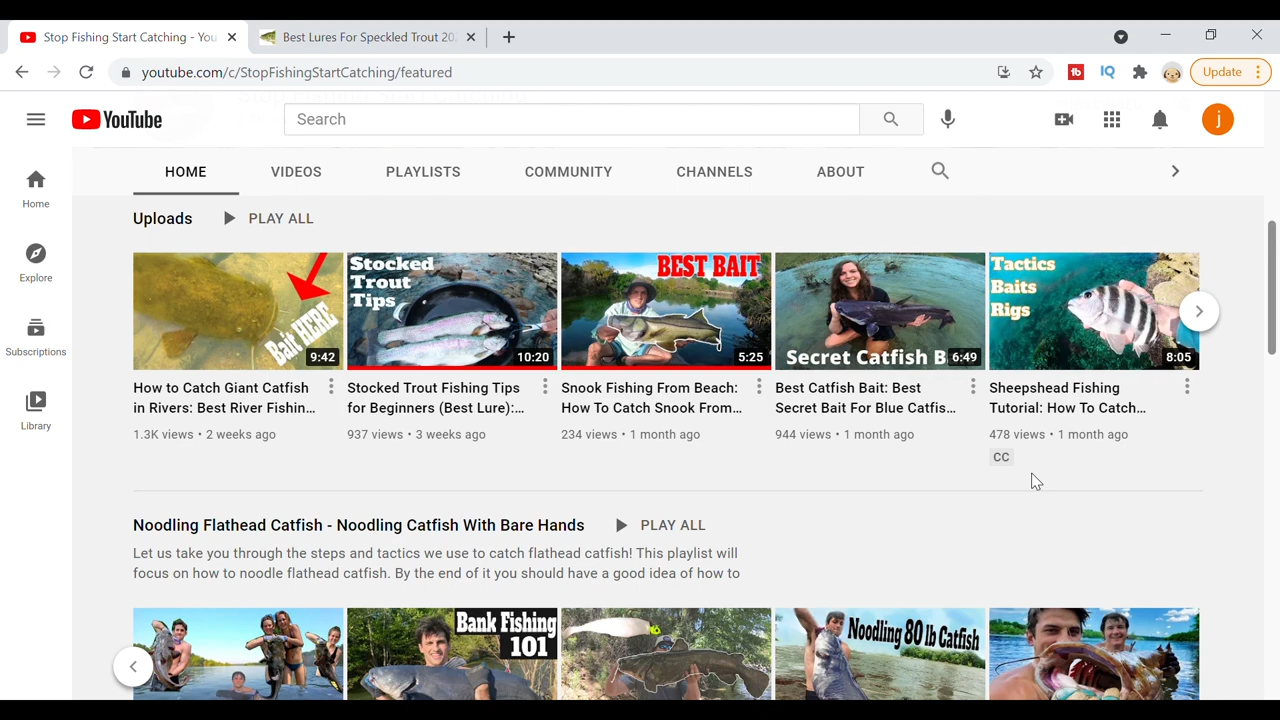 Stop Fishing Start Catching - You
Best Lures For Speckled Trout 202
youtube.com/c/StopFishingStartCatching/featured
tb
IQ
Update
YouTube
Search
j
Home
Explore
Subscriptions
Library
HOME VIDEOS PLAYLISTS COMMUNITY CHANNELS ABOUT
Uploads PLAY ALL
Bait HERE
9:42
Stocked
Trout
Tips
10:20
BEST BAIT
5:25
Secret Catfish B
6:49
Tactics
Baits
Rigs
8:05
How to Catch Giant Catfish
in Rivers: Best River Fishin...
1.3K views • 2 weeks ago
Stocked Trout Fishing Tips
for Beginners (Best Lure):...
937 views • 3 weeks ago
Snook Fishing From Beach:
How To Catch Snook From...
234 views • 1 month ago
Best Catfish Bait: Best
Secret Bait For Blue Catfis...
944 views • 1 month ago
Sheepshead Fishing
Tutorial: How To Catch...
478 views • 1 month ago
CC
Noodling Flathead Catfish - Noodling Catfish With Bare Hands PLAY ALL
Let us take you through the steps and tactics we use to catch flathead catfish! This playlist will
focus on how to noodle flathead catfish. By the end of it you should have a good idea of how to
Bank Fishing
101
Noodling 80 lb Catfish